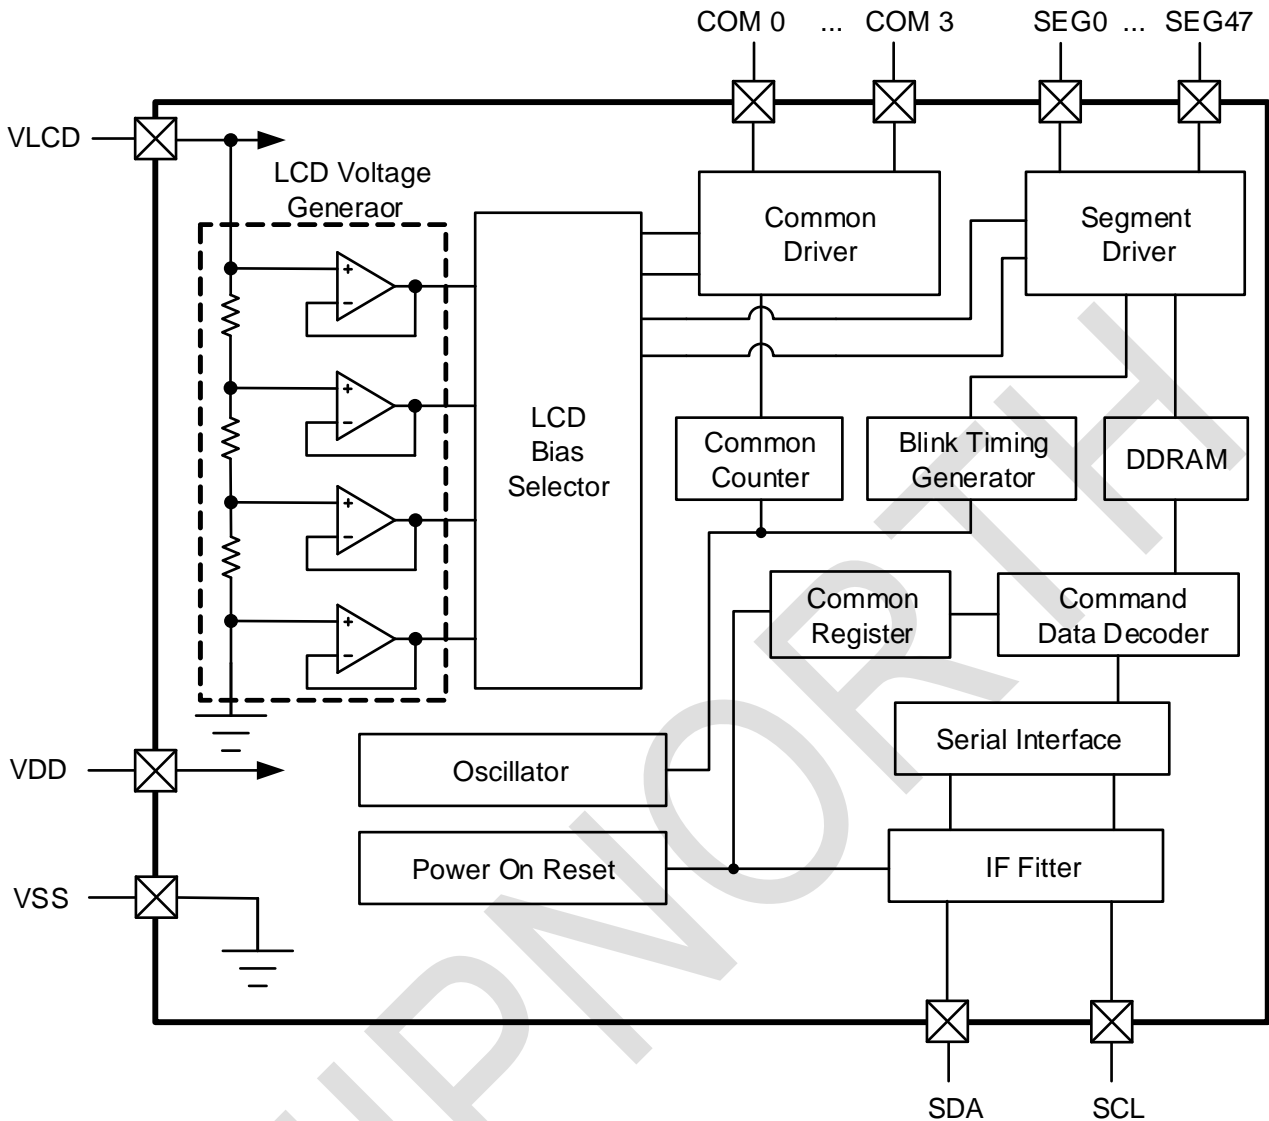 COM 0 ... COM 3 SEG0 ... SEG47
VLCD
LCD Voltage
Generaor
Common
Driver
Segment
Driver
+
-
+
-
+
-
+
-
LCD
Bias
Selector
Common
Counter
Blink Timing
Generator
DDRAM
Common
Register
Command
Data Decoder
Serial Interface
VDD
Oscillator
Power On Reset
IF Fitter
VSS
SDA SCL
IPNORTH